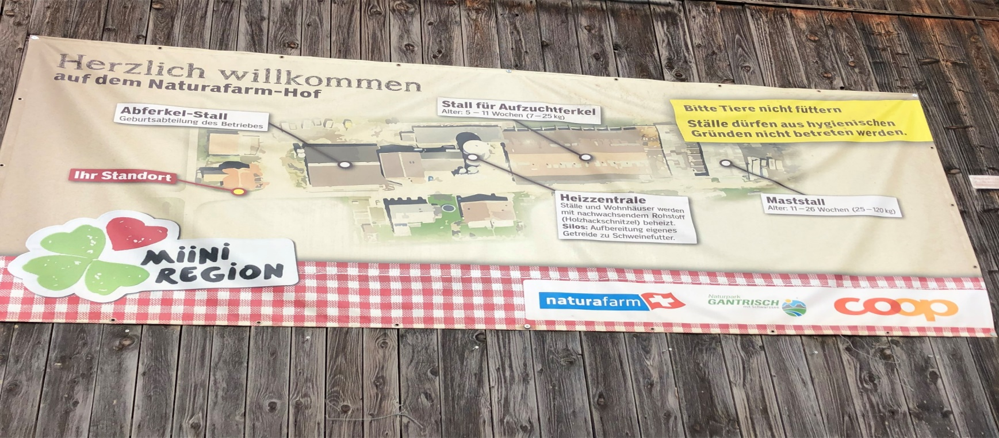 Herzlich willkommen
auf dem Naturafarm-Hof
Abferkel-Stall
Geburtsabteilung des Betriebes
Stall für Aufzuchtferkel
Alter: 5 – 11 Wochen (7 – 25 kg)
Bitte Tiere nicht füttern
Ställe dürfen aus hygienischen
Gründen nicht betreten werden.
Ihr Standort
Heizzentrale
Ställe und Wohnhäuser werden
mit nachwachsendem Rohstoff
(Holzhackschnitzel) beheizt.
Silos: Aufbereitung eigenes
Getreide zu Schweinefutter.
Maststall
Alter: 11 – 26 Wochen (25 – 120 kg)
MiiNi
REGiON
naturafarm
Naturpark
GANTRISCH
mit Schwarzsee
coop